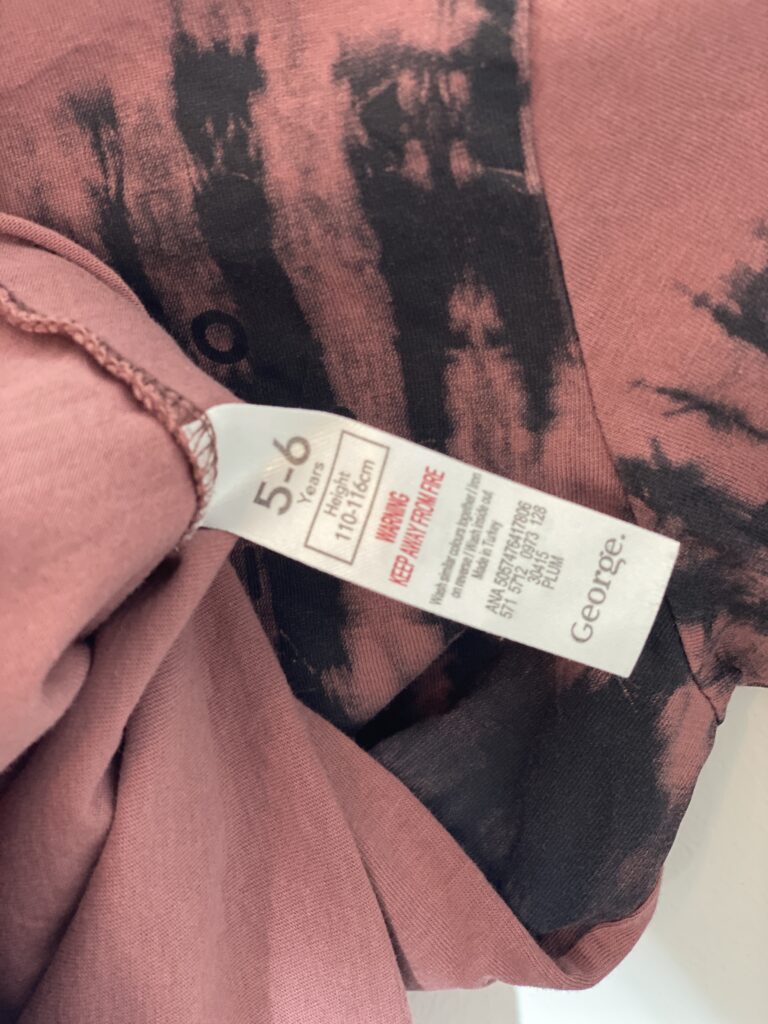 5-6
Years
Height
110-116cm
WARNING
KEEP AWAY FROM FIRE
Wash similar colours together / Iron
on reverse / Wash inside out.
Made in Turkey
ANA 5057476417806
571 5712 0973 128
30415
PLUM
George.